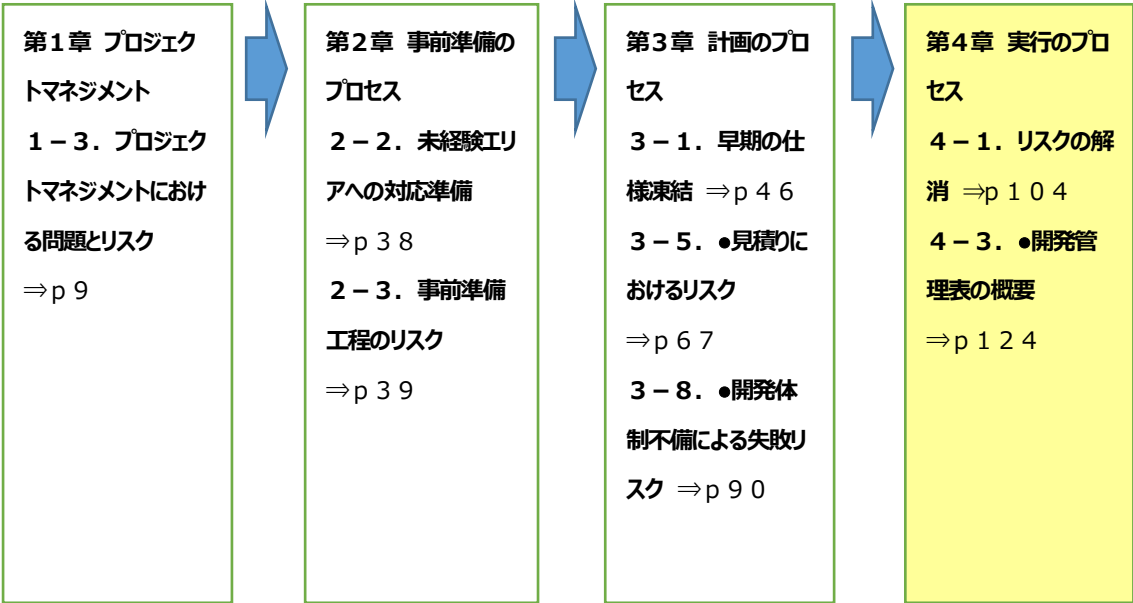 第1章 プロジェク
トマネジメント
１－３．プロジェク
トマネジメントにおけ
る問題とリスク
⇒p９
第2章 事前準備の
プロセス
２－２．未経験エリ
アへの対応準備
⇒p３８
２－３．事前準備
工程のリスク
⇒p３９
第3章 計画のプロ
セス
３－１．早期の仕
様凍結 ⇒p４６
３－５．●見積りに
おけるリスク
⇒p６７
３－８．●開発体
制不備による失敗リ
スク ⇒p９０
第4章 実行のプロ
セス
４－１．リスクの解
消 ⇒p１０４
４－３．●開発管
理表の概要
⇒p１２４